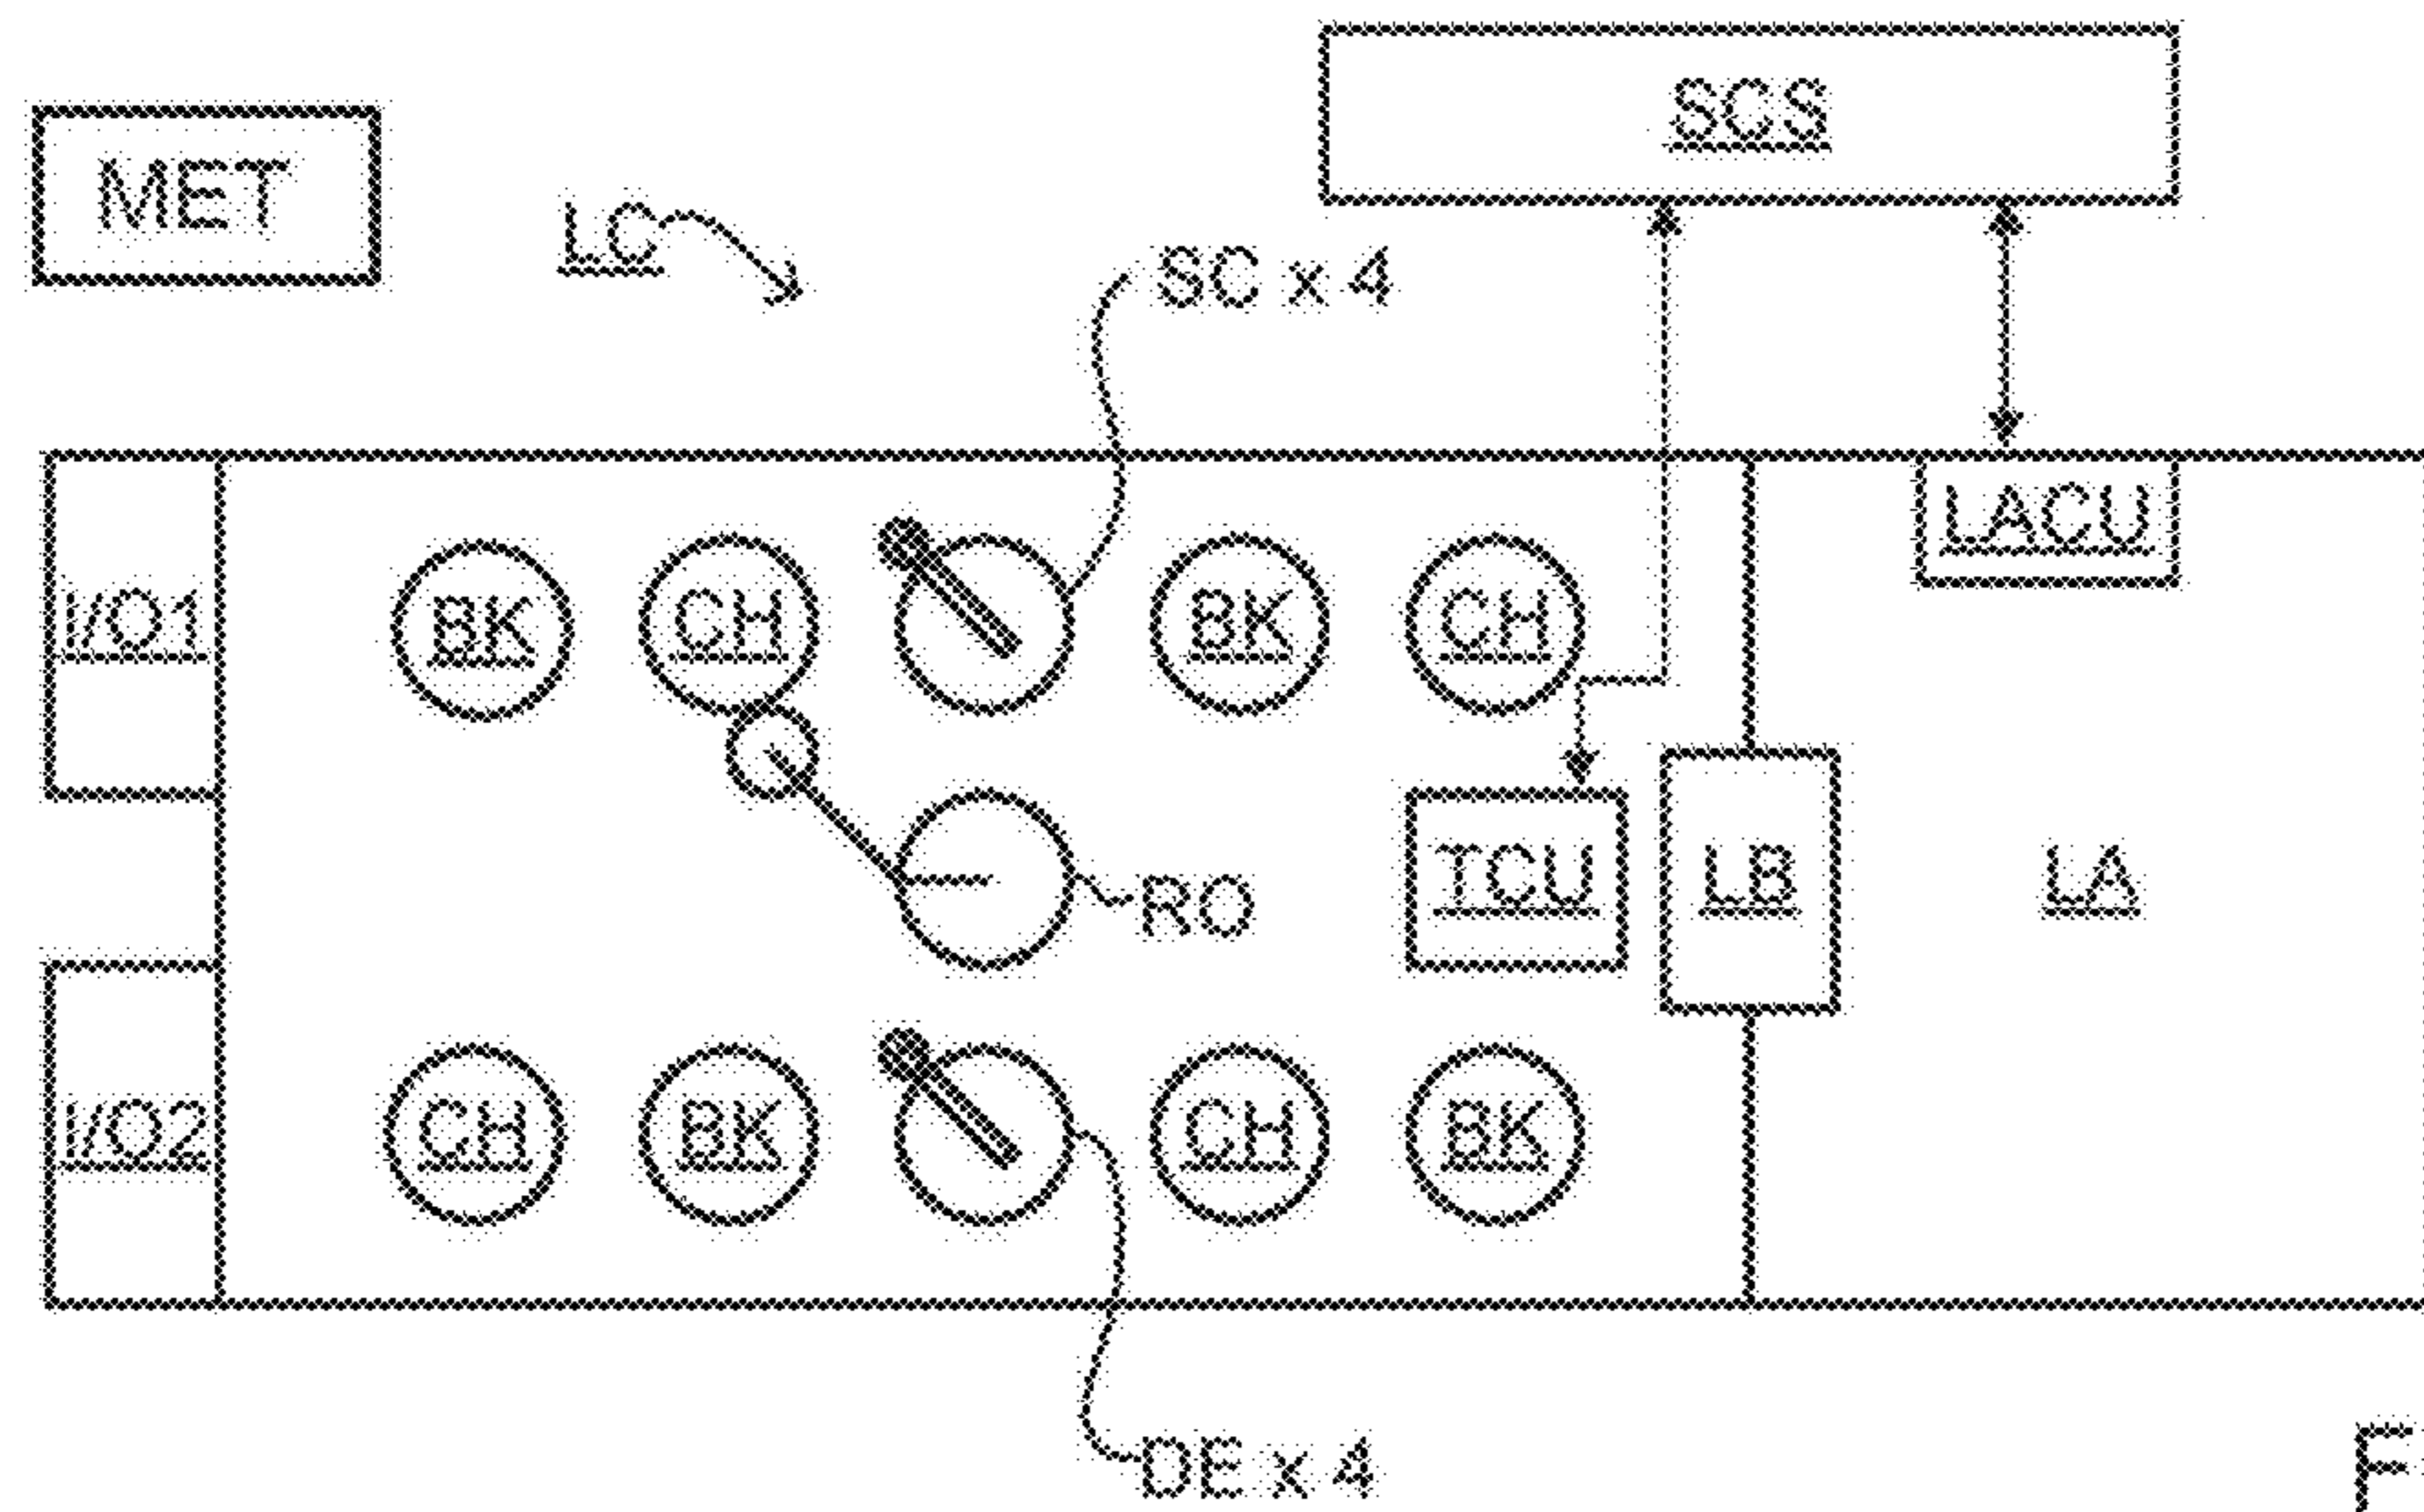 SCS
MET
LC
SC x 4
LACU
I/O1
BK
CH
BK
CH
TCU
LB
LA
RO
I/O2
CH
BK
CH
BK
DE x 4
F